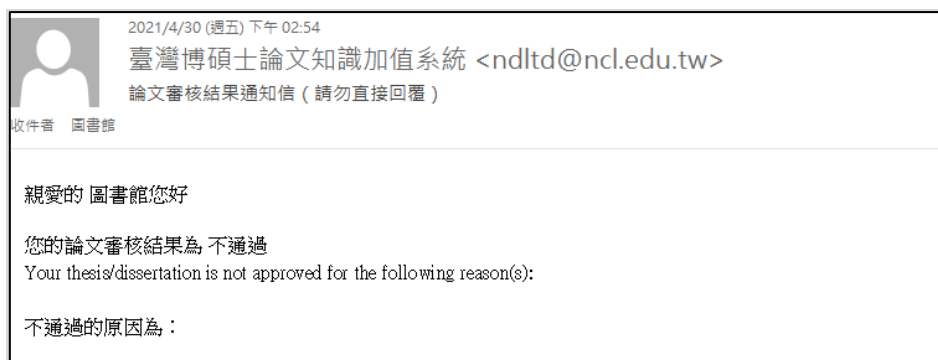 2021/4/30 (週五) 下午 02:54
臺灣博碩士論文知識加值系統 <ndltd@ncl.edu.tw>
論文審核結果通知信（請勿直接回覆）
收件者 圖書館
親愛的 圖書館您好
您的論文審核結果為 不通過
Your thesis/dissertation is not approved for the following reason(s):
不通過的原因為：